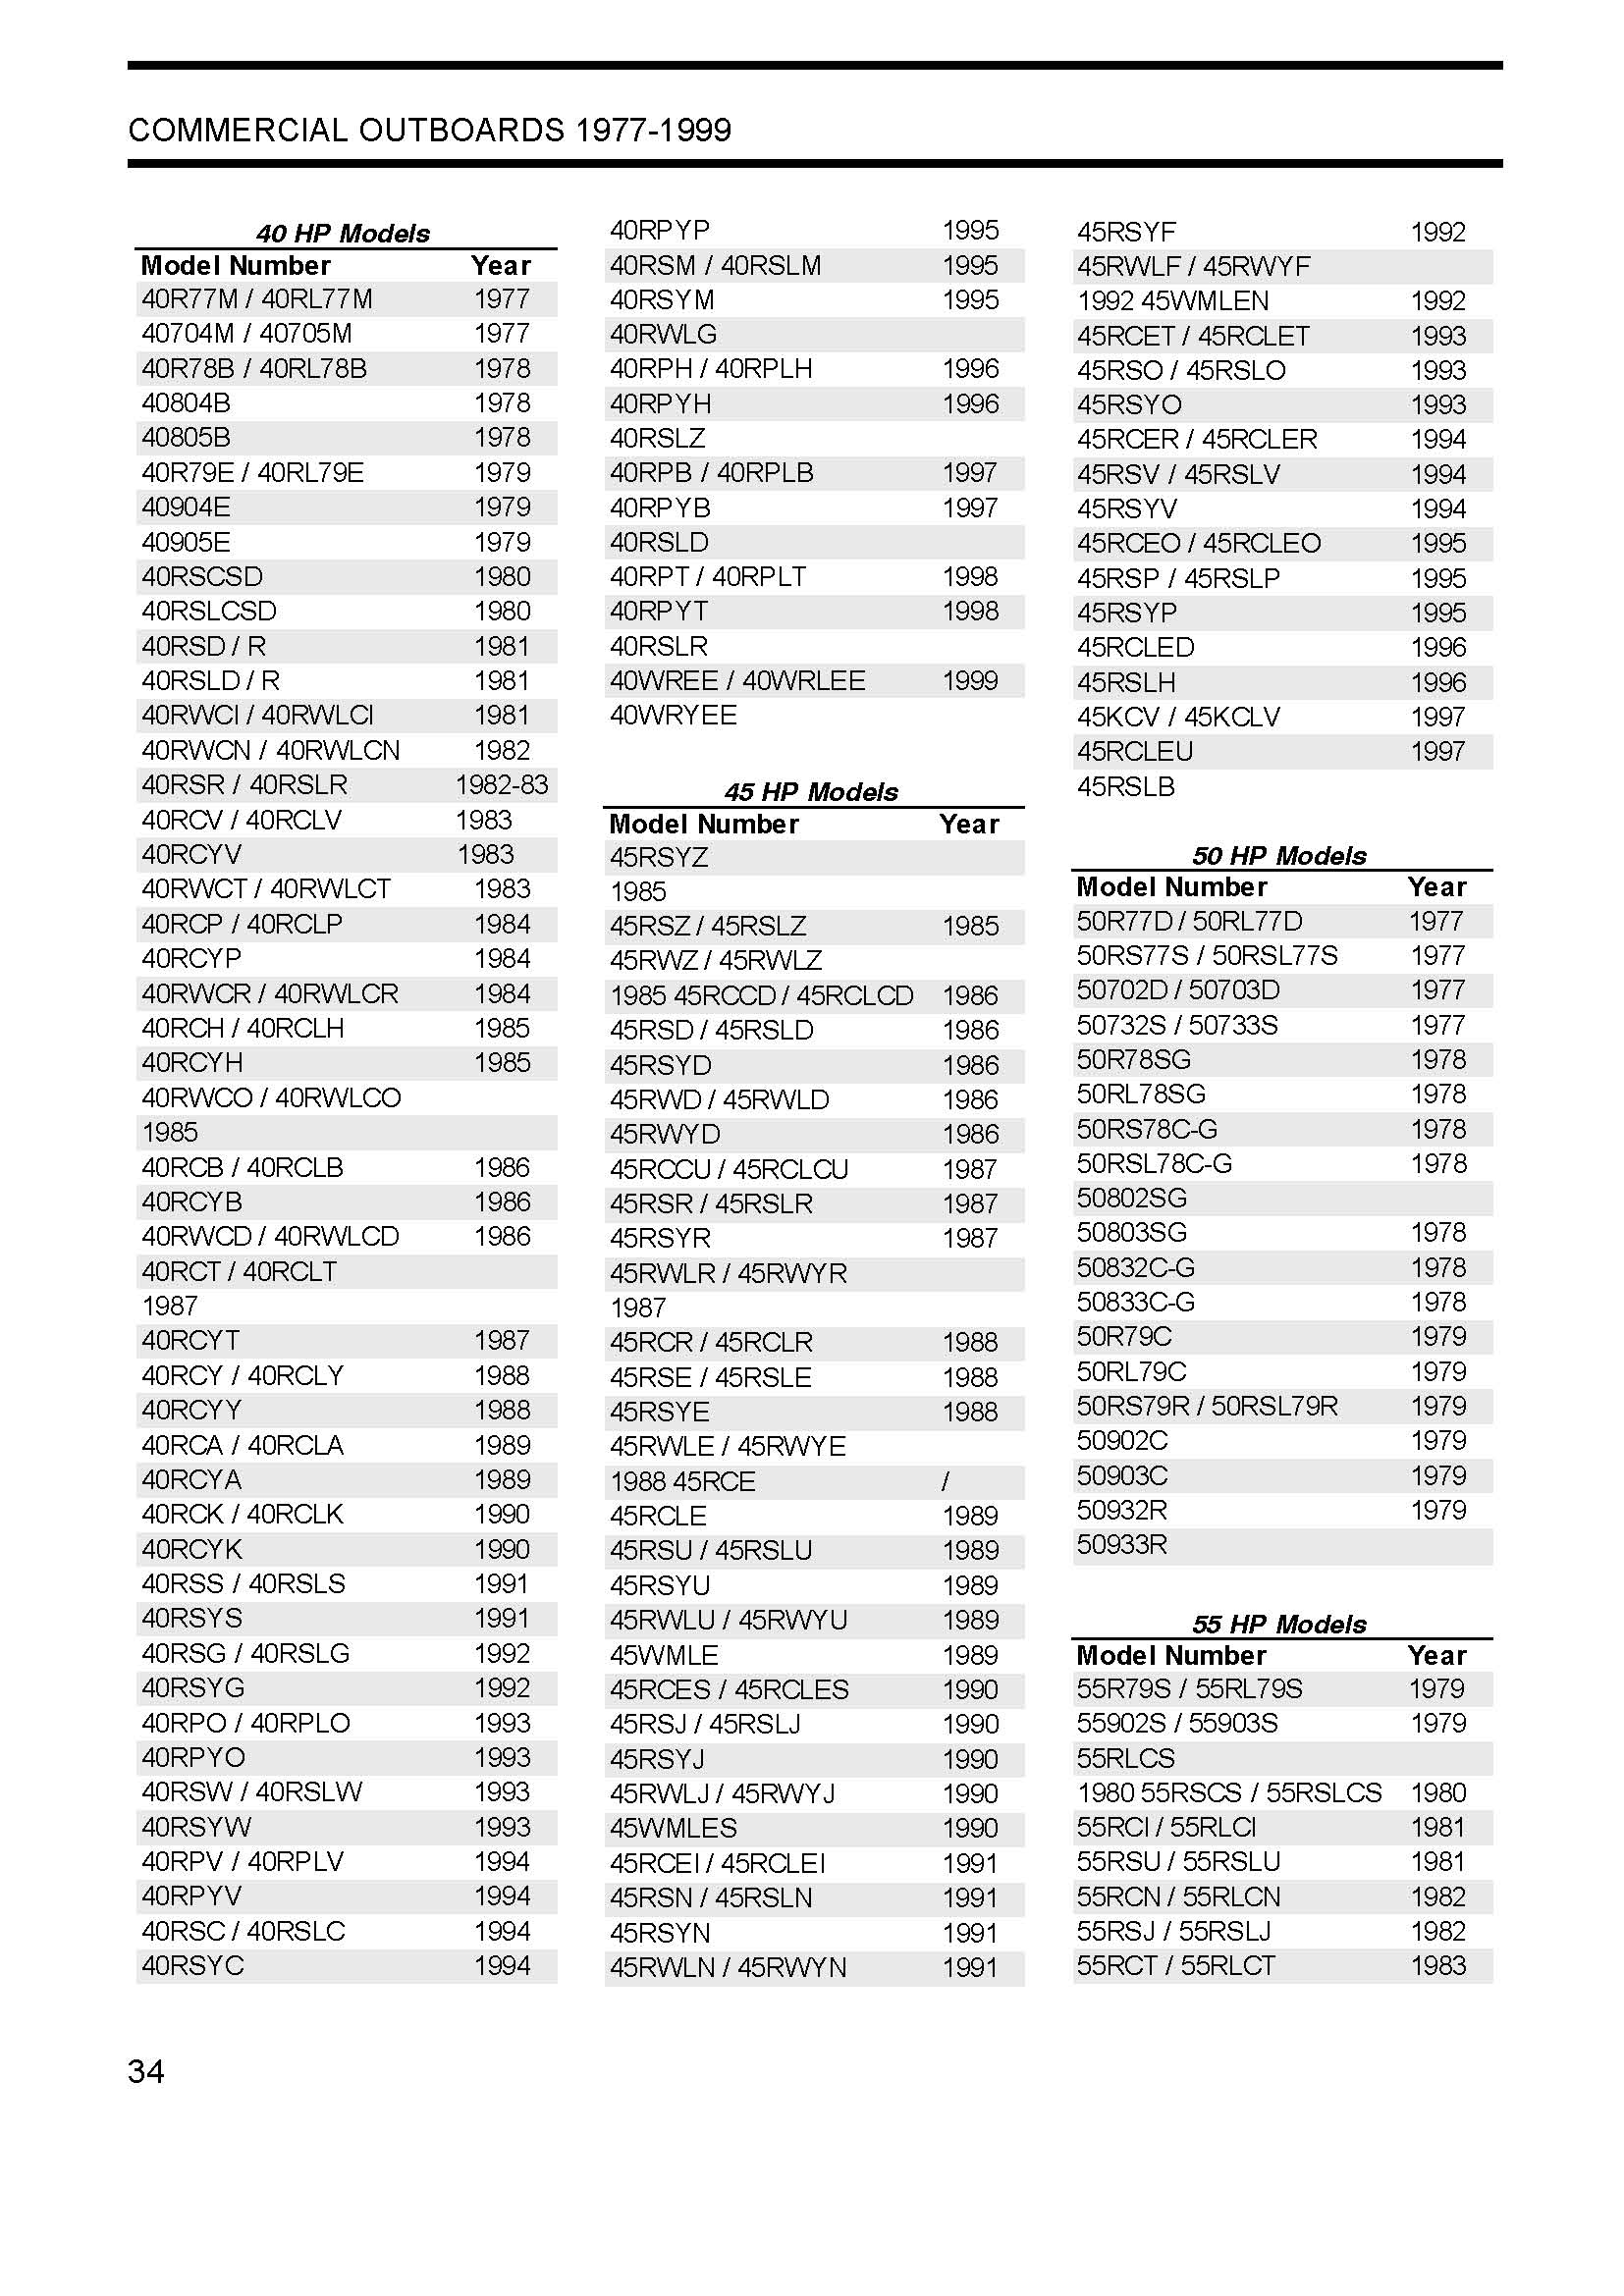 COMMERCIAL OUTBOARDS 1977-1999
40 HP Models
Model Number Year
40R77M / 40RL77M 1977
40704M / 40705M 1977
40R78B / 40RL78B 1978
40804B 1978
40805B 1978
40R79E / 40RL79E 1979
40904E 1979
40905E 1979
40RSCSD 1980
40RSLCSD 1980
40RSD / R 1981
40RSLD / R 1981
40RWCI / 40RWLCI 1981
40RWCN / 40RWLCN 1982
40RSR / 40RSLR 1982-83
40RCV / 40RCLV 1983
40RCYV 1983
40RWCT / 40RWLCT 1983
40RCP / 40RCLP 1984
40RCYP 1984
40RWCR / 40RWLCR 1984
40RCH / 40RCLH 1985
40RCYH 1985
40RWCO / 40RWLCO
1985
40RCB / 40RCLB 1986
40RCYB 1986
40RWCD / 40RWLCD 1986
40RCT / 40RCLT
1987
40RCYT 1987
40RCY / 40RCLY 1988
40RCYY 1988
40RCA / 40RCLA 1989
40RCYA 1989
40RCK / 40RCLK 1990
40RCYK 1990
40RSS / 40RSLS 1991
40RSYS 1991
40RSG / 40RSLG 1992
40RSYG 1992
40RPO / 40RPLO 1993
40RPYO 1993
40RSW / 40RSLW 1993
40RSYW 1993
40RPV / 40RPLV 1994
40RPYV 1994
40RSC / 40RSLC 1994
40RSYC 1994
40RPYP 1995
40RSM / 40RSLM 1995
40RSYM 1995
40RWLG
40RPH / 40RPLH 1996
40RPYH 1996
40RSLZ
40RPB / 40RPLB 1997
40RPYB 1997
40RSLD
40RPT / 40RPLT 1998
40RPYT 1998
40RSLR
40WREE / 40WRLEE 1999
40WRYEE
45 HP Models
Model Number Year
45RSYZ
1985
45RSZ / 45RSLZ 1985
45RWZ / 45RWLZ
1985 45RCCD / 45RCLCD 1986
45RSD / 45RSLD 1986
45RSYD 1986
45RWD / 45RWLD 1986
45RWYD 1986
45RCCU / 45RCLCU 1987
45RSR / 45RSLR 1987
45RSYR 1987
45RWLR / 45RWYR
1987
45RCR / 45RCLR 1988
45RSE / 45RSLE 1988
45RSYE 1988
45RWLE / 45RWYE
1988 45RCE /
45RCLE 1989
45RSU / 45RSLU 1989
45RSYU 1989
45RWLU / 45RWYU 1989
45WMLE 1989
45RCES / 45RCLES 1990
45RSJ / 45RSLJ 1990
45RSYJ 1990
45RWLJ / 45RWYJ 1990
45WMLES 1990
45RCEI / 45RCLEI 1991
45RSN / 45RSLN 1991
45RSYN 1991
45RWLN / 45RWYN 1991
45RSYF 1992
45RWLF / 45RWYF
1992 45WMLEN 1992
45RCET / 45RCLET 1993
45RSO / 45RSLO 1993
45RSYO 1993
45RCER / 45RCLER 1994
45RSV / 45RSLV 1994
45RSYV 1994
45RCEO / 45RCLEO 1995
45RSP / 45RSLP 1995
45RSYP 1995
45RCLED 1996
45RSLH 1996
45KCV / 45KCLV 1997
45RCLEU 1997
45RSLB
50 HP Models
Model Number Year
50R77D / 50RL77D 1977
50RS77S / 50RSL77S 1977
50702D / 50703D 1977
50732S / 50733S 1977
50R78SG 1978
50RL78SG 1978
50RS78C-G 1978
50RSL78C-G 1978
50802SG
50803SG 1978
50832C-G 1978
50833C-G 1978
50R79C 1979
50RL79C 1979
50RS79R / 50RSL79R 1979
50902C 1979
50903C 1979
50932R 1979
50933R
55 HP Models
Model Number Year
55R79S / 55RL79S 1979
55902S / 55903S 1979
55RLCS
1980 55RSCS / 55RSLCS 1980
55RCI / 55RLCI 1981
55RSU / 55RSLU 1981
55RCN / 55RLCN 1982
55RSJ / 55RSLJ 1982
55RCT / 55RLCT 1983
34